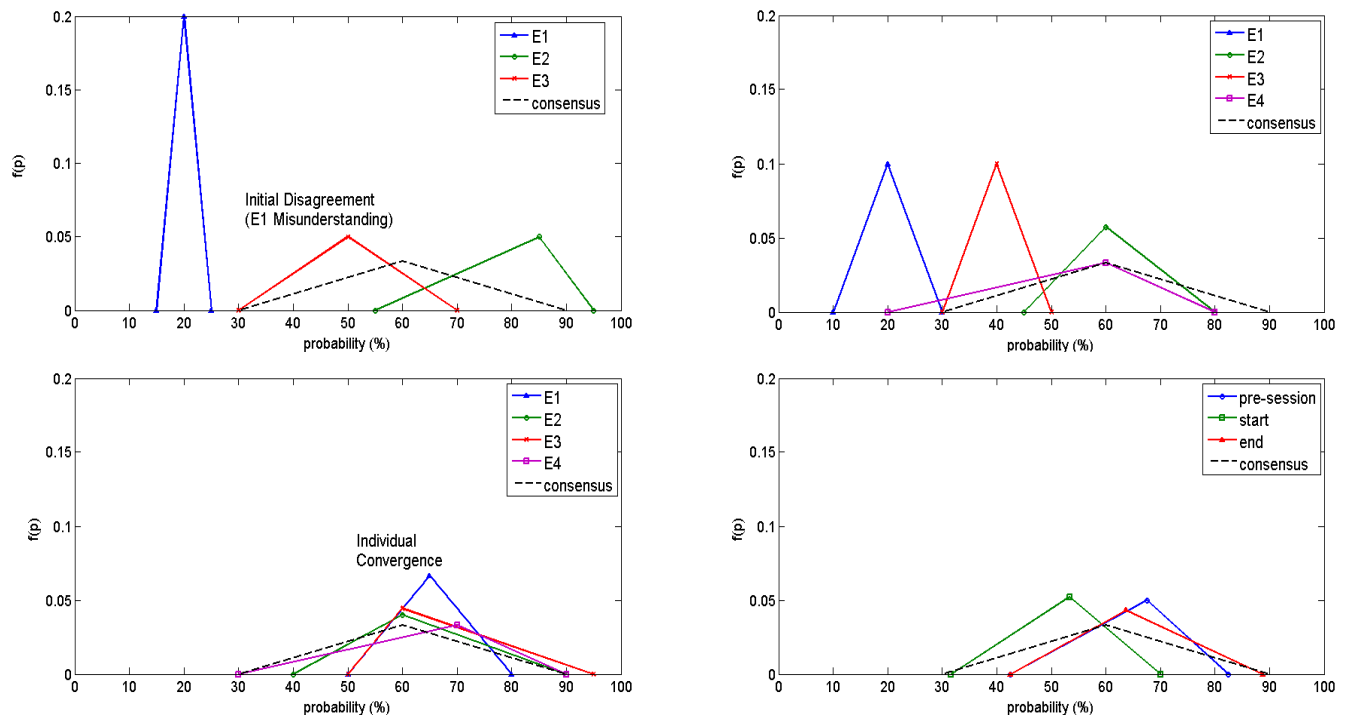 0.2
0.15
0.1
0.05
0
f(p)
E1
E2
E3
consensus
Initial Disagreement
(E1 Misunderstanding)
0 10 20 30 40 50 60 70 80 90 100
probability (%)
0.2
0.15
0.1
0.05
0
f(p)
E1
E2
E3
E4
consensus
0 10 20 30 40 50 60 70 80 90 100
probability (%)
0.2
0.15
0.1
0.05
0
f(p)
E1
E2
E3
E4
consensus
Individual
Convergence
0 10 20 30 40 50 60 70 80 90 100
probability (%)
0.2
0.15
0.1
0.05
0
f(p)
pre-session
start
end
consensus
0 10 20 30 40 50 60 70 80 90 100
probability (%)